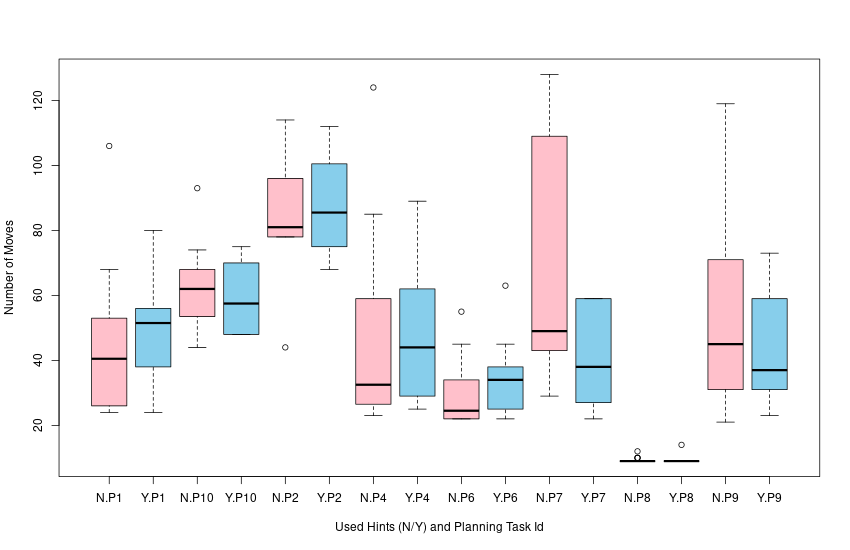 Number of Moves
120
100
80
60
40
20
N.P1 Y.P1 N.P10 Y.P10 N.P2 Y.P2 N.P4 Y.P4 N.P6 Y.P6 N.P7 Y.P7 N.P8 Y.P8 N.P9 Y.P9
Used Hints (N/Y) and Planning Task Id